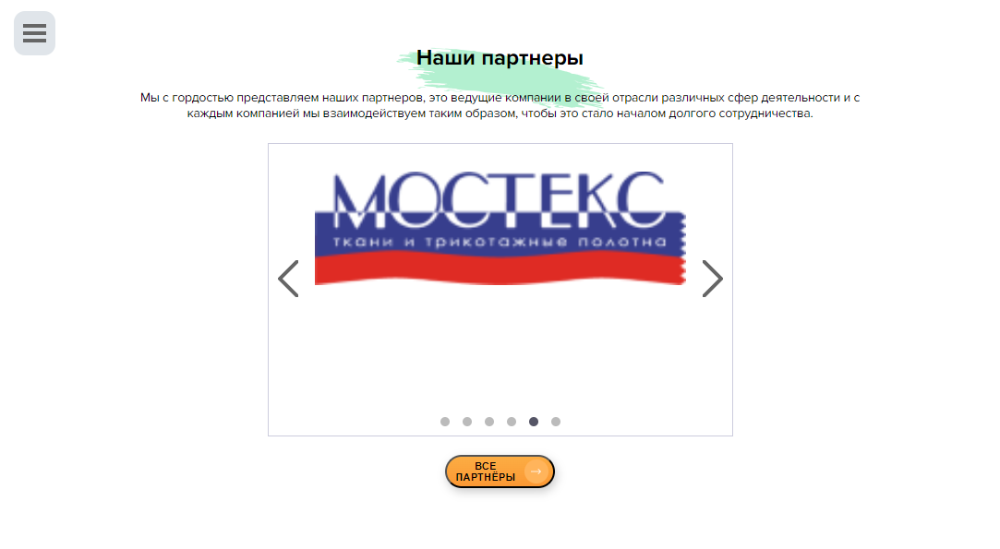 Наши партнеры
Мы с гордостью представляем наших партнеров, это ведущие компании в своей отрасли различных сфер деятельности и с
каждым компанией мы взаимодействуем таким образом, чтобы это стало началом долгого сотрудничества.
МОСТЕКС
ткани и трикотажные полотна
ВСЕ
ПАРТНЁРЫ